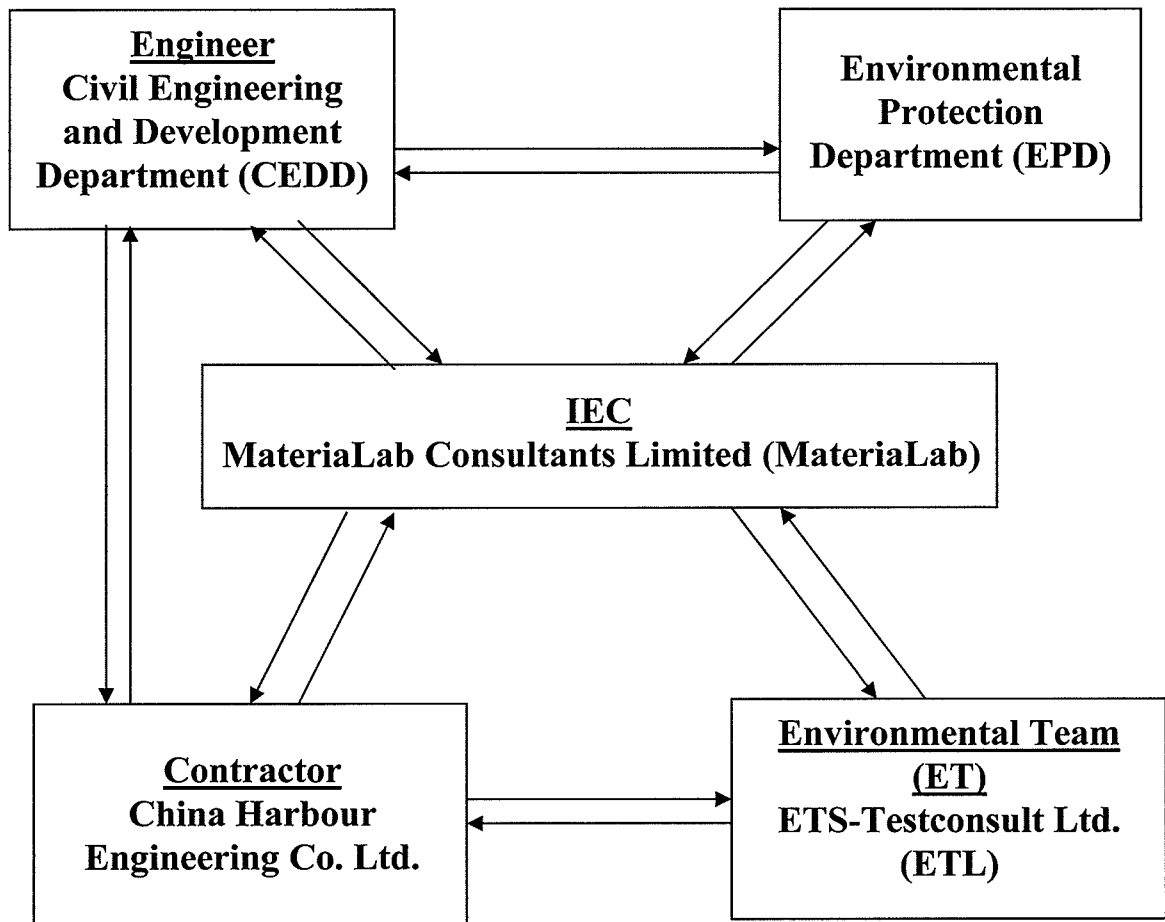 Engineer
Civil Engineering
and Development
Department (CEDD)
Environmental
Protection
Department (EPD)
IEC
MateriaLab Consultants Limited (MateriaLab)
Contractor
China Harbour
Engineering Co. Ltd.
Environmental Team
(ET)
ETS-Testconsult Ltd.
(ETL)